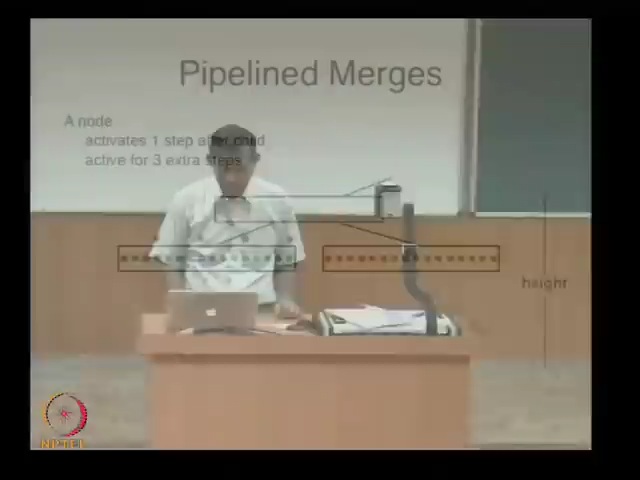 Pipelined Merges
A node
activates 1 step after child
active for 3 extra steps
height
NPTEL